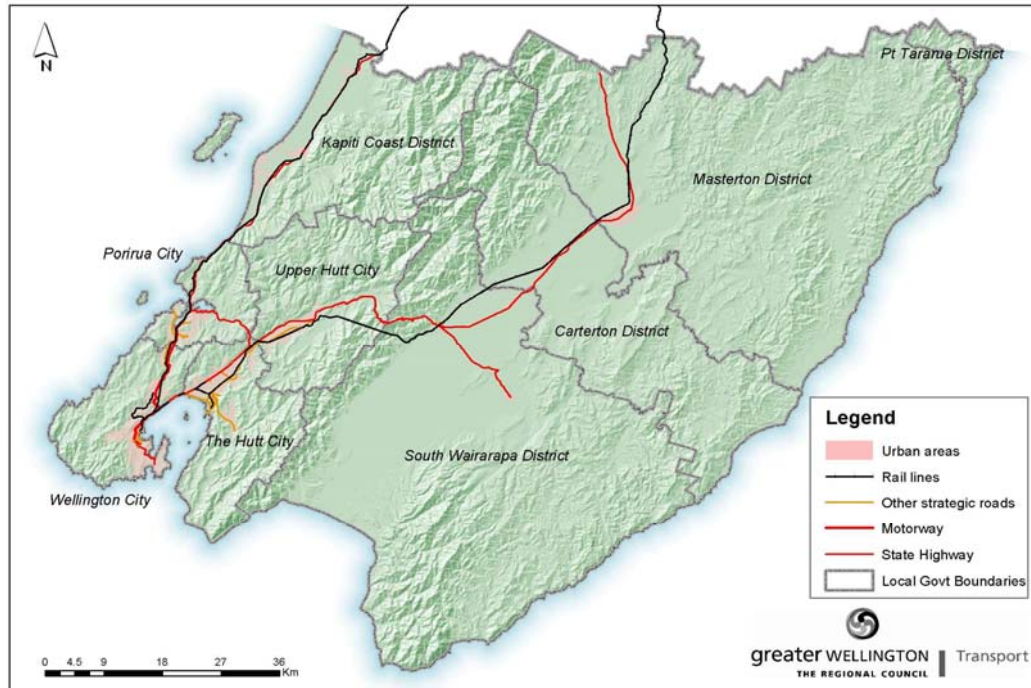 N
Pt Tararua District
Kapiti Coast District
Masterton District
Porirua City
Upper Hutt City
Carterton District
The Hutt City
South Wairarapa District
Wellington City
Legend
Urban areas
Rail lines
Other strategic roads
Motorway
State Highway
Local Govt Boundaries
0 4.5 9 18 27 36
Km
greater WELLINGTON
THE REGIONAL COUNCIL
Transport